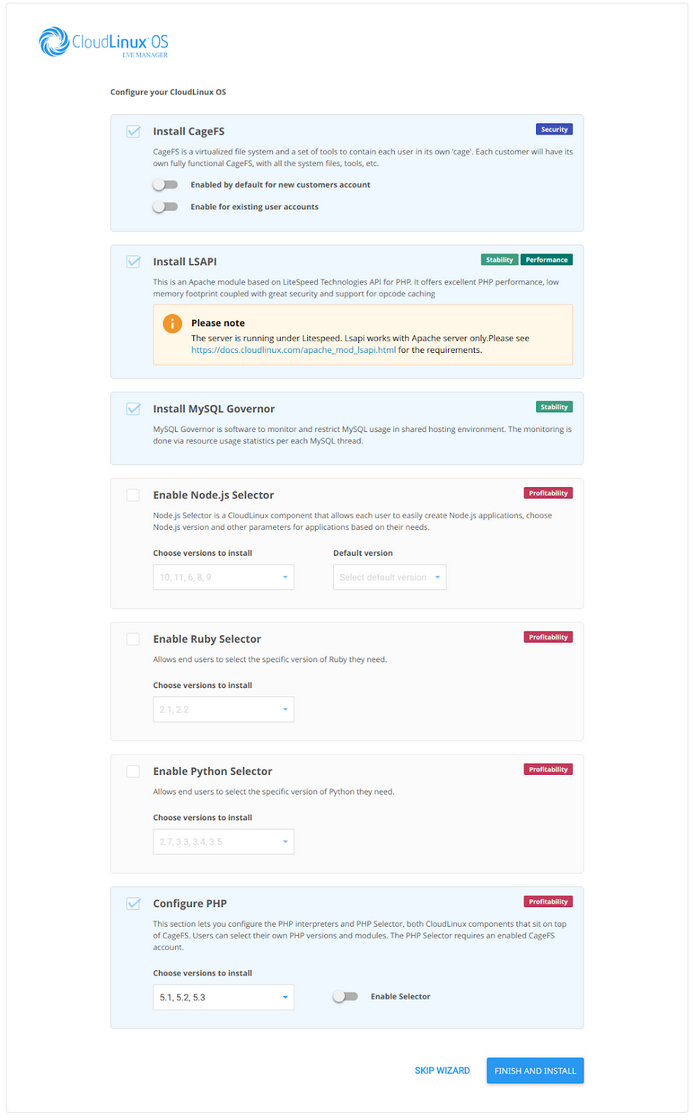 CloudLinux OS
LVE MANAGER
Configure your CloudLinux OS
Install CageFS
Security
CageFS is a virtualized file system and a set of tools to contain each user in its own 'cage'. Each customer will have its
own fully functional CageFS, with all the system files, tools, etc.
Enabled by default for new customers account
Enable for existing user accounts
Install LSAPI
Stability
Performance
This is an Apache module based on LiteSpeed Technologies API for PHP. It offers excellent PHP performance, low
memory footprint coupled with great security and support for opcode caching
Please note
The server is running under Litespeed. Lsapi works with Apache server only.Please see
https://docs.cloudlinux.com/apache_mod_lsapi.html for the requirements.
Install MySQL Governor
Stability
MySQL Governor is software to monitor and restrict MySQL usage in shared hosting environment. The monitoring is
done via resource usage statistics per each MySQL thread.
Enable Node.js Selector
Profitability
Node.js Selector is a CloudLinux component that allows each user to easily create Node.js applications, choose
Node.js version and other parameters for applications based on their needs.
Choose versions to install
Default version
10, 11, 6, 8, 9
Select default version
Enable Ruby Selector
Profitability
Allows end users to select the specific version of Ruby they need.
Choose versions to install
2.1, 2.2
Enable Python Selector
Profitability
Allows end users to select the specific version of Python they need.
Choose versions to install
2.7, 3.3, 3.4, 3.5
Configure PHP
Profitability
This section lets you configure the PHP interpreters and PHP Selector, both CloudLinux components that sit on top
of CageFS. Users can select their own PHP versions and modules. The PHP Selector requires an enabled CageFS
account.
Choose versions to install
5.1, 5.2, 5.3
Enable Selector
SKIP WIZARD
FINISH AND INSTALL